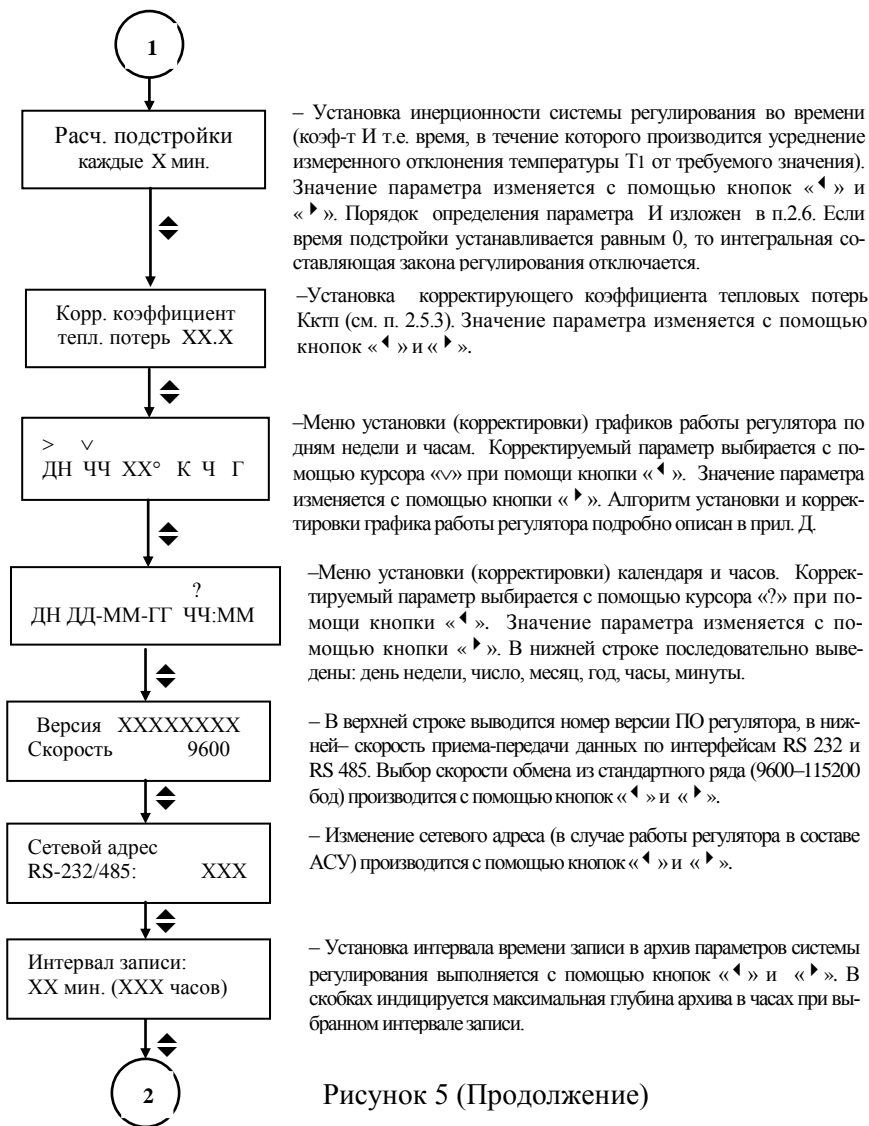 1
Расч. подстройки
каждые X мин.
– Установка инерционности системы регулирования во времени
(коэф-т И т.е. время, в течение которого производится усреднение
измеренного отклонения температуры Т1 от требуемого значения).
Значение параметра изменяется с помощью кнопок «🞀» и
«🞂». Порядок определения параметра И изложен в п.2.6. Если
время подстройки устанавливается равным 0, то интегральная со-
ставляющая закона регулирования отключается.
Корр. коэффициент
тепл. потерь XX.X
–Установка корректирующего коэффициента тепловых потерь
Кктп (см. п. 2.5.3). Значение параметра изменяется с помощью
кнопок «🞀» и «🞂».
> ∨
ДН ЧЧ XX° К Ч Г
–Меню установки (корректировки) графиков работы регулятора по
дням недели и часам. Корректируемый параметр выбирается с по-
мощью курсора «∨» при помощи кнопки «🞀». Значение параметра
изменяется с помощью кнопки «🞂». Алгоритм установки и коррек-
тировки графика работы регулятора подробно описан в прил. Д.
?
ДН ДД-ММ-ГГ ЧЧ:ММ
–Меню установки (корректировки) календаря и часов. Коррек-
тируемый параметр выбирается с помощью курсора «?» при по-
мощи кнопки «🞀». Значение параметра изменяется с по-
мощью кнопки «🞂». В нижней строке последовательно выве-
дены: день недели, число, месяц, год, часы, минуты.
Версия XXXXXXXX
Скорость 9600
– В верхней строке выводится номер версии ПО регулятора, в ниж-
ней– скорость приема-передачи данных по интерфейсам RS 232 и
RS 485. Выбор скорости обмена из стандартного ряда (9600–115200
бод) производится с помощью кнопок «🞀» и «🞂».
Сетевой адрес
RS-232/485: XXX
– Изменение сетевого адреса (в случае работы регулятора в составе
АСУ) производится с помощью кнопок «🞀» и «🞂».
Интервал записи:
XX мин. (XXX часов)
– Установка интервала времени записи в архив параметров системы
регулирования выполняется с помощью кнопок «🞀» и «🞂». В
скобках индицируется максимальная глубина архива в часах при вы-
бранном интервале записи.
2
Рисунок 5 (Продолжение)